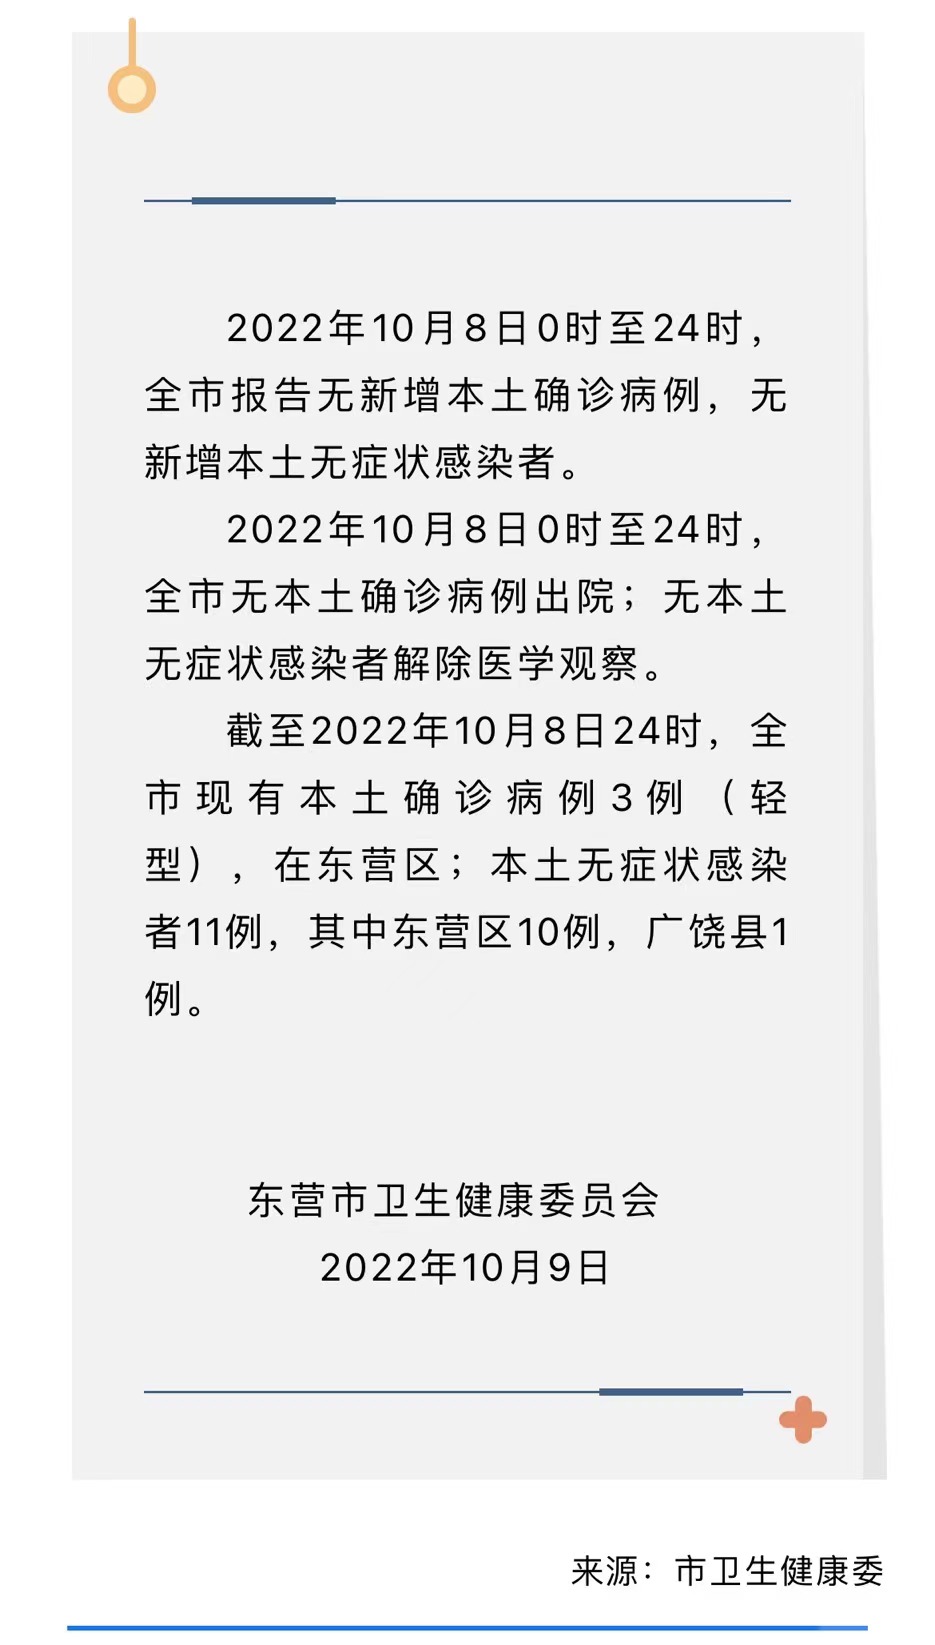 2022年10月8日0时至24时，
全市报告无新增本土确诊病例，无
新增本土无症状感染者。
2022年10月8日0时至24时，
全市无本土确诊病例出院；无本土
无症状感染者解除医学观察。
截至2022年10月8日24时，全
市现有本土确诊病例3例（轻
型），在东营区；本土无症状感染
者11例，其中东营区10例，广饶县1
例。
东营市卫生健康委员会
2022年10月9日
来源：市卫生健康委